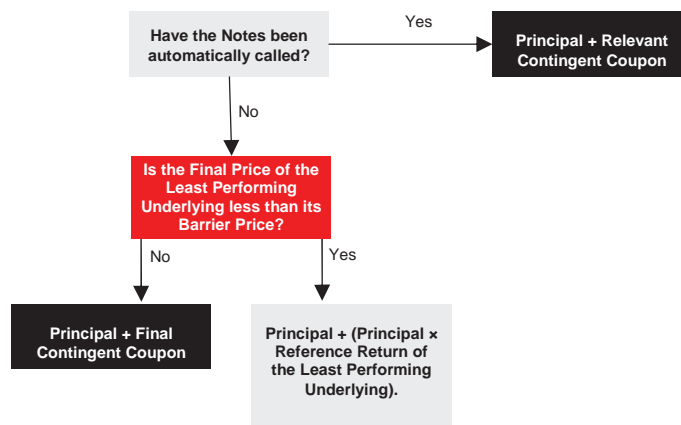 Have the Notes been
automatically called?
Yes
Principal + Relevant
Contingent Coupon
No
Is the Final Price of the
Least Performing
Underlying less than its
Barrier Price?
No
Yes
Principal + Final
Contingent Coupon
Principal + (Principal ×
Reference Return of
the Least Performing
Underlying).